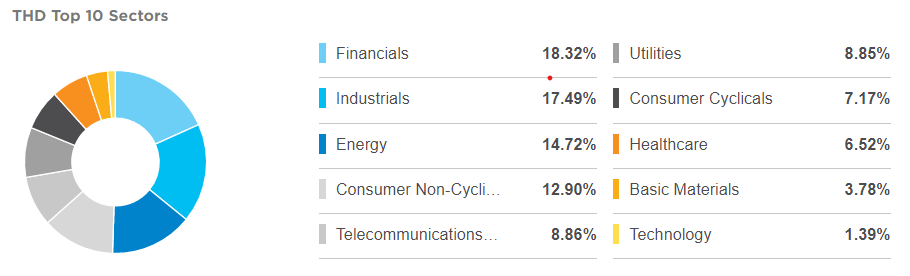 THD Top 10 Sectors
Financials 18.32%
Industrials 17.49%
Energy 14.72%
Consumer Non-Cycli... 12.90%
Telecommunications... 8.86%
Utilities 8.85%
Consumer Cyclicals 7.17%
Healthcare 6.52%
Basic Materials 3.78%
Technology 1.39%